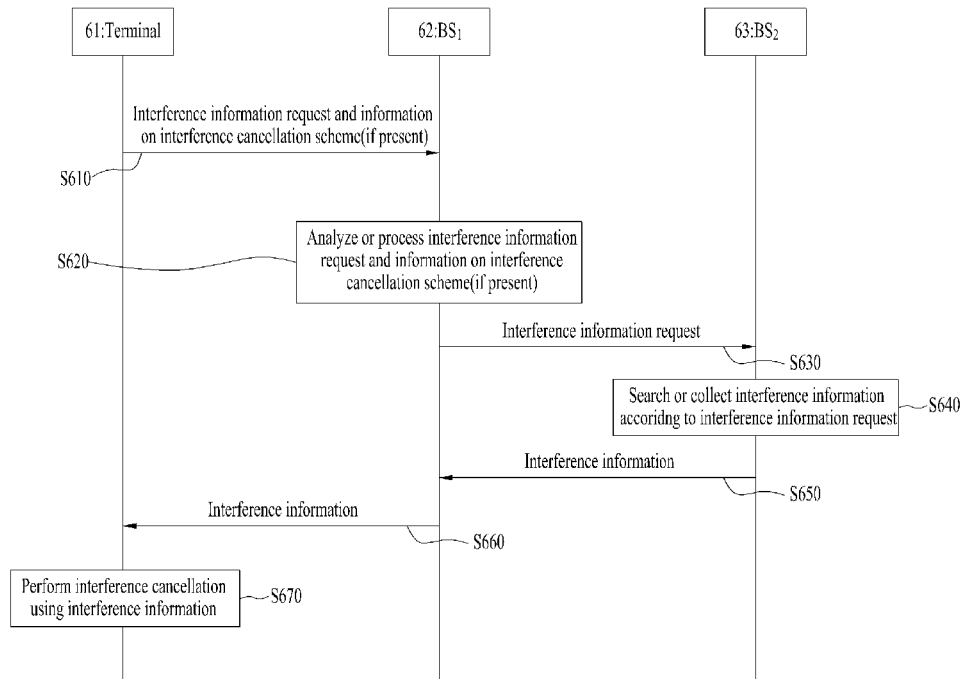 61:Terminal
62:BS₁
63:BS₂
Interference information request and information
on interference cancellation scheme(if present)
S610
Analyze or process interference information
request and information on interference
cancellation scheme(if present)
S620
Interference information request
S630
Search or collect interference information
accoridng to interference information request
S640
Interference information
S650
Interference information
S660
Perform interference cancellation
using interference information
S670